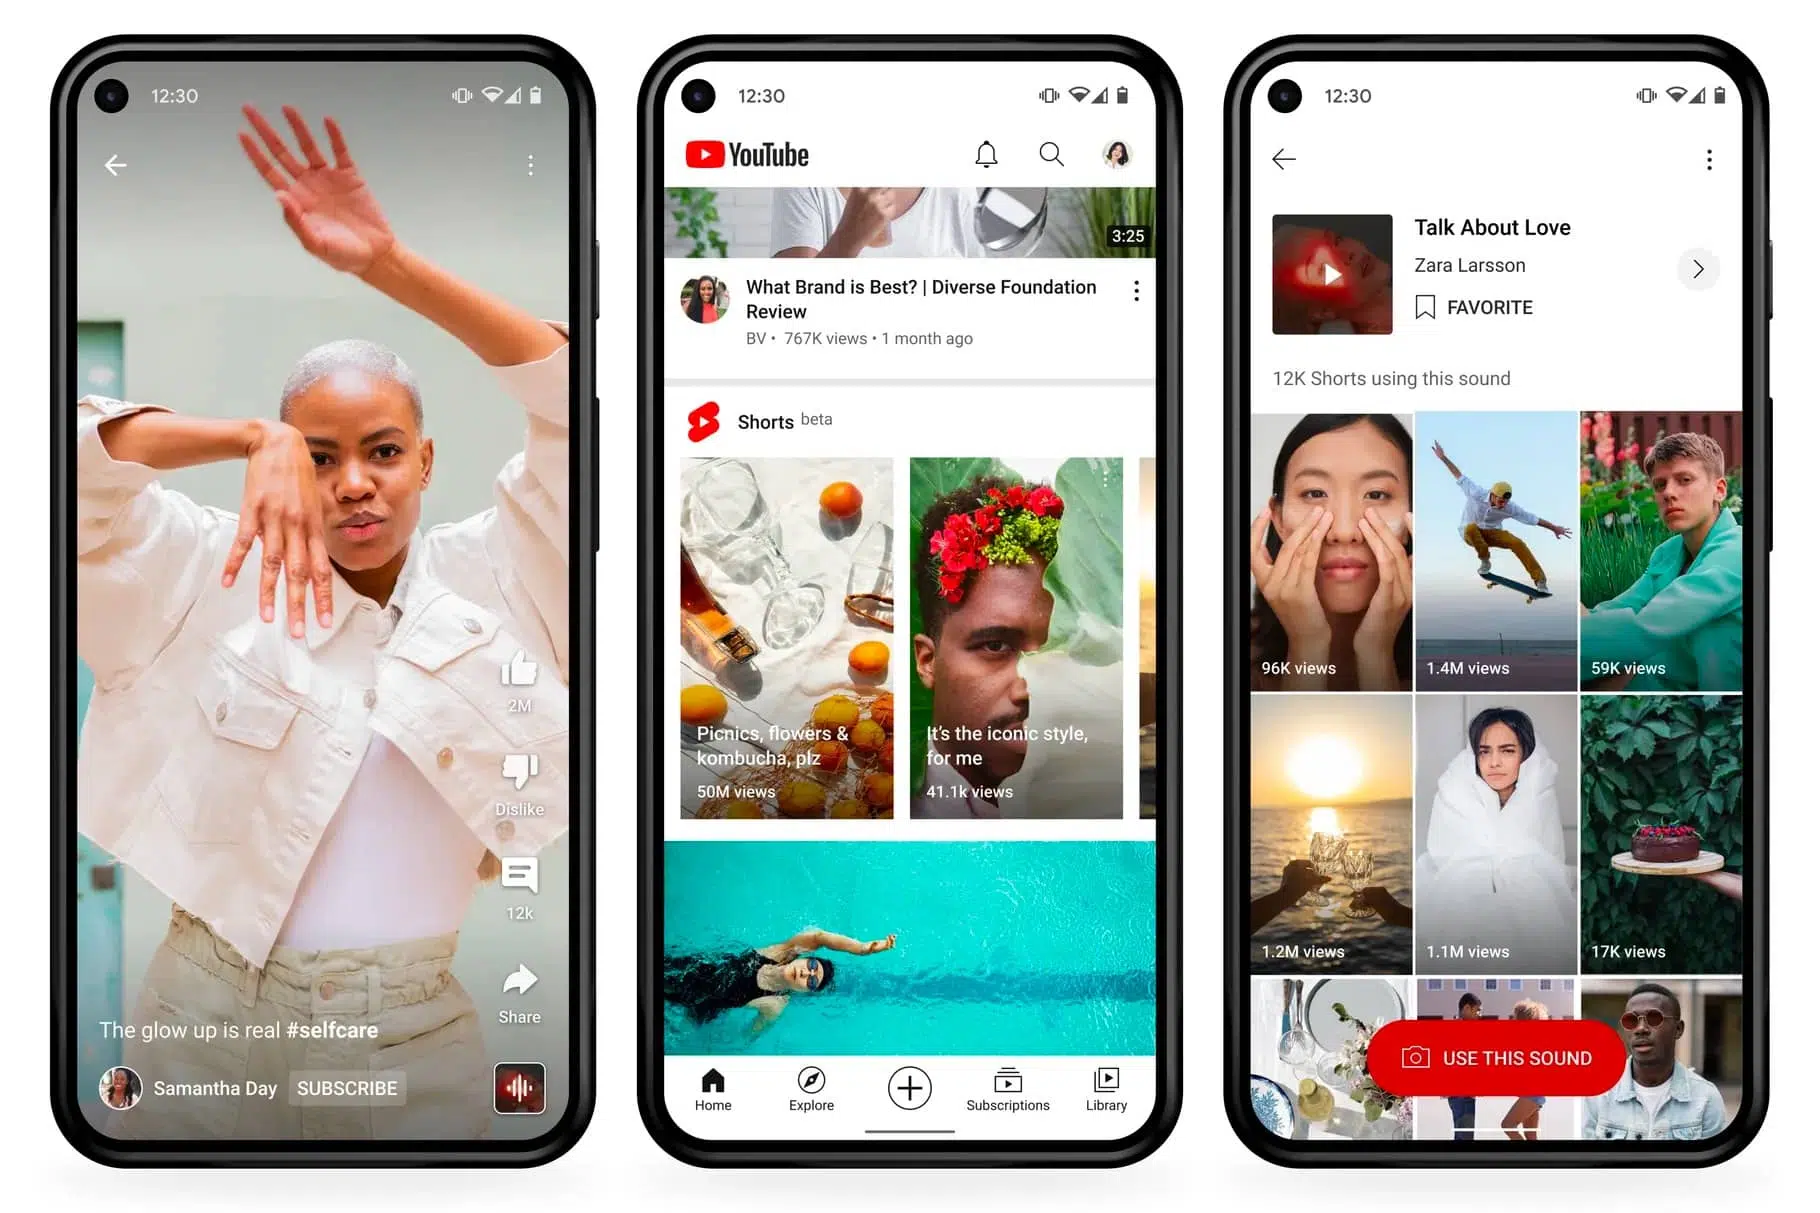 12:30
2M
Dislike
12k
Share
The glow up is real #selfcare
Samantha Day SUBSCRIBE
12:30
YouTube
3:25
What Brand is Best? | Diverse Foundation
Review
BV • 767K views • 1 month ago
Shorts beta
Picnics, flowers &
kombucha, plz
50M views
It's the iconic style,
for me
41.1k views
Home
Explore
Subscriptions
Library
12:30
Talk About Love
Zara Larsson
FAVORITE
12K Shorts using this sound
96K views
1.4M views
59K views
1.2M views
1.1M views
17K views
USE THIS SOUND